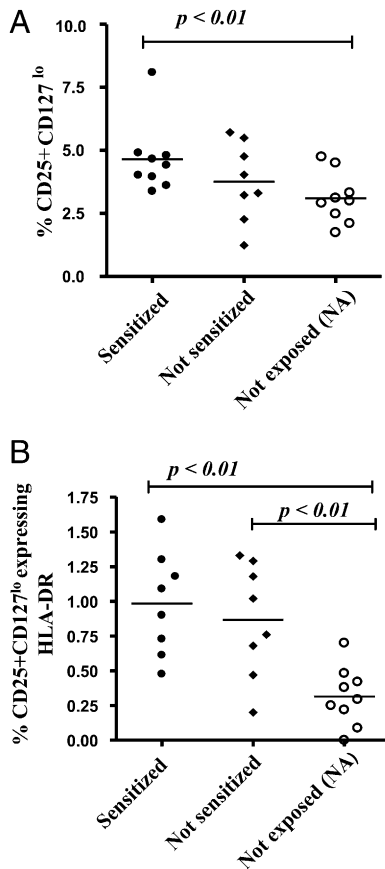 A
p < 0.01
% CD25+CD127 lo
10.0
7.5
5.0
2.5
0.0
Sensitized
Not sensitized
Not exposed (NA)
B
p < 0.01
p < 0.01
% CD25+CD127lo expressing
HLA-DR
1.75
1.50
1.25
1.00
0.75
0.50
0.25
0.00
Sensitized
Not sensitized
Not exposed (NA)